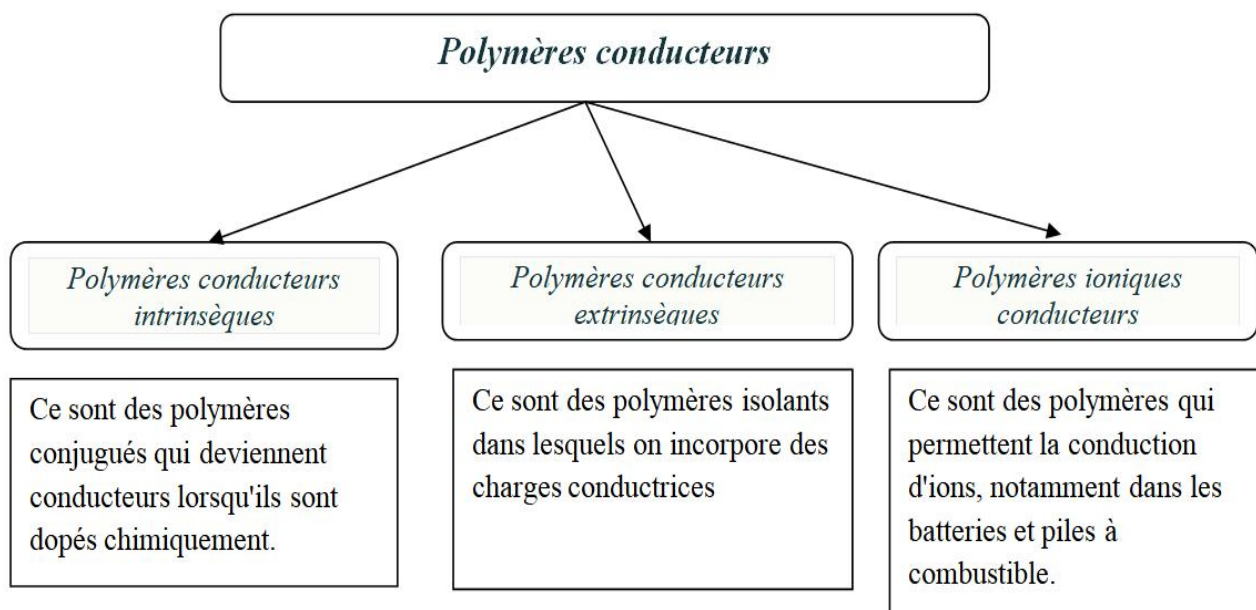 Polymères conducteurs
Polymères conducteurs
intrinsèques
Polymères conducteurs
extrinsèques
Polymères ioniques
conducteurs
Ce sont des polymères
conjugués qui deviennent
conducteurs lorsqu'ils sont
dopés chimiquement.
Ce sont des polymères isolants
dans lesquels on incorpore des
charges conductrices
Ce sont des polymères qui
permettent la conduction
d'ions, notamment dans les
batteries et piles à
combustible.